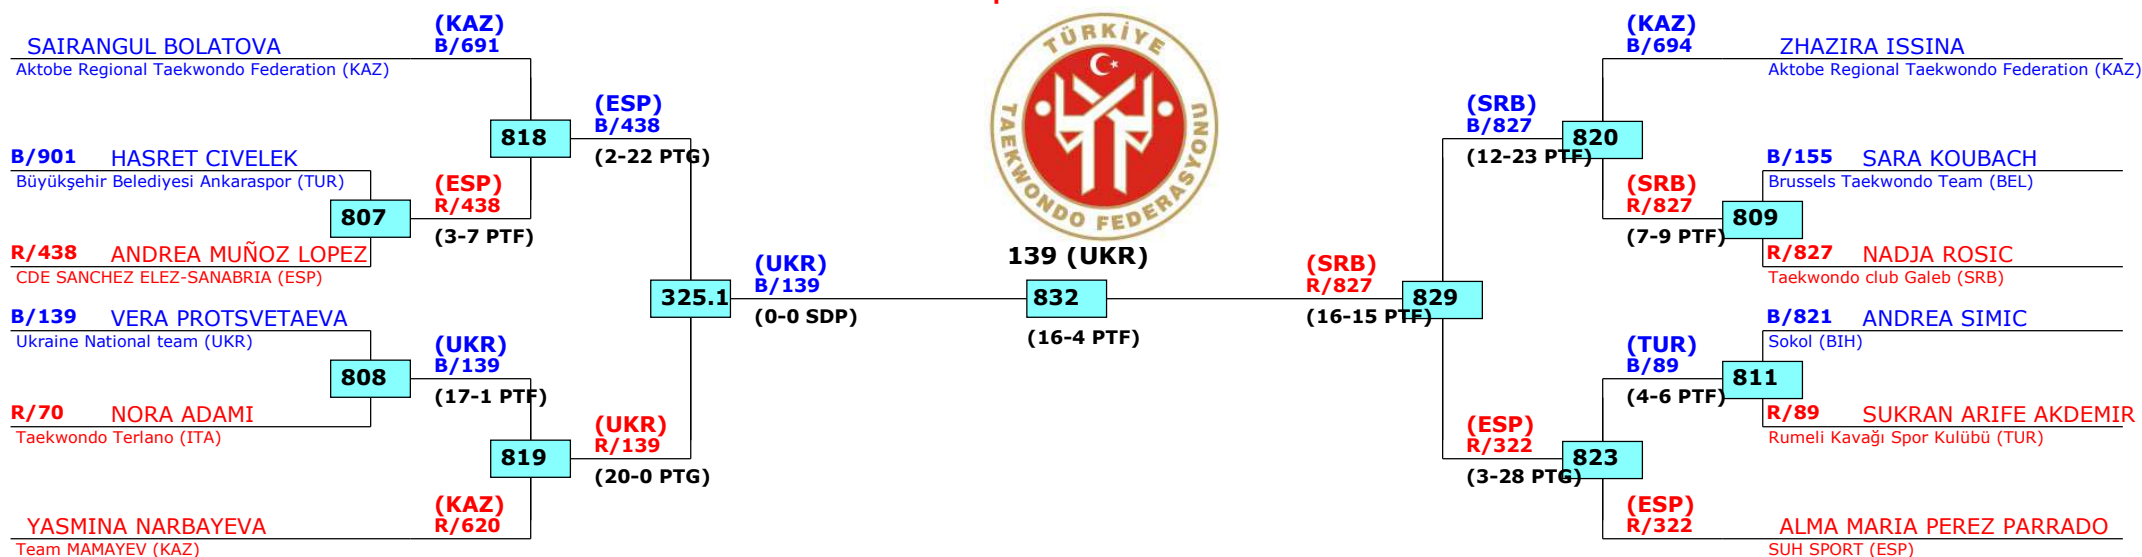 (KAZ)
B/691
SAIRANGUL BOLATOVA
Aktobe Regional Taekwondo Federation (KAZ)
818
(ESP)
B/438
(2-22 PTG)
B/901 HASRET CIVELEK
Büyükşehir Belediyesi Ankaraspor (TUR)
807
(ESP)
R/438
(3-7 PTF)
R/438 ANDREA MUÑOZ LOPEZ
CDE SANCHEZ ELEZ-SANABRIA (ESP)
325.1
(UKR)
B/139
(0-0 SDP)
B/139 VERA PROTSVETAEVA
Ukraine National team (UKR)
808
(UKR)
B/139
(17-1 PTF)
R/70 NORA ADAMI
Taekwondo Terlano (ITA)
819
(UKR)
R/139
(20-0 PTG)
(KAZ)
R/620
YASMINA NARBAYEVA
Team MAMAYEV (KAZ)
TÜRKİYE
TAEKWONDO FEDERASYONU
139 (UKR)
832
(16-4 PTF)
(SRB)
R/827
(16-15 PTF)
829
(SRB)
B/827
(12-23 PTF)
820
(KAZ)
B/694
ZHAZIRA ISSINA
Aktobe Regional Taekwondo Federation (KAZ)
B/155 SARA KOUBACH
Brussels Taekwondo Team (BEL)
(SRB)
R/827
(7-9 PTF)
809
R/827 NADJA ROSIC
Taekwondo club Galeb (SRB)
B/821 ANDREA SIMIC
Sokol (BIH)
(TUR)
B/89
(4-6 PTF)
811
R/89 SUKRAN ARIFE AKDEMIR
Rumeli Kavağı Spor Kulübü (TUR)
(ESP)
R/322
(3-28 PTG)
823
(ESP)
R/322
ALMA MARIA PEREZ PARRADO
SUH SPORT (ESP)